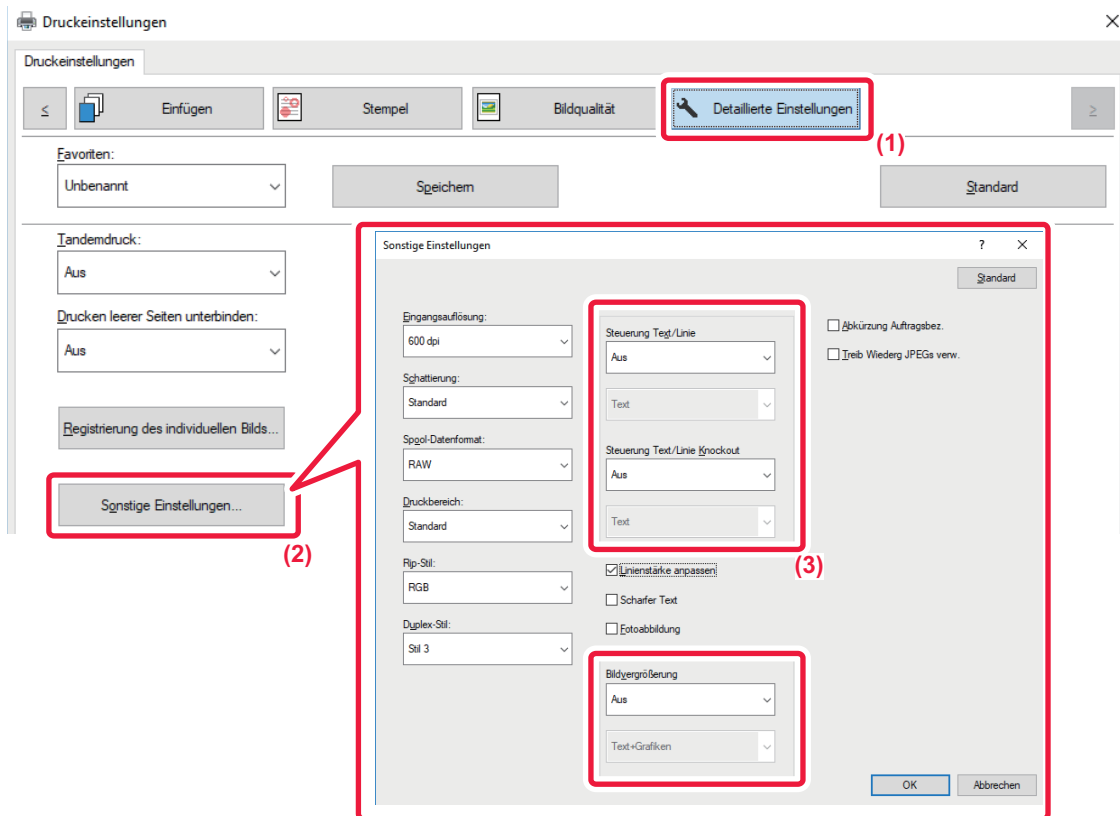 Druckeinstellungen
Druckeinstellungen
<
Einfügen
Stempel
Bildqualität
Detaillierte Einstellungen
>
(1)
Favoriten:
Unbenannt
Speichern
Standard
Tandemdruck:
Aus
Drucken leerer Seiten unterbinden:
Aus
Registrierung des individuellen Bilds...
Sonstige Einstellungen...
(2)
Sonstige Einstellungen
?
Standard
Eingangsauflösung:
600 dpi
Schattierung:
Standard
Spool-Datenformat:
RAW
Druckbereich:
Standard
Rip-Stil:
RGB
Duplex-Stil:
Stil 3
Steuerung Text/Linie
Aus
Text
Steuerung Text/Linie Knockout
Aus
Text
(3)
Linienstärke anpassen
Scharfer Text
Fotoabbildung
Bildvergrößerung
Aus
Text+Grafiken
Abkürzung Auftragsbez.
Treib Wiederg JPEGs verw.
OK
Abbrechen